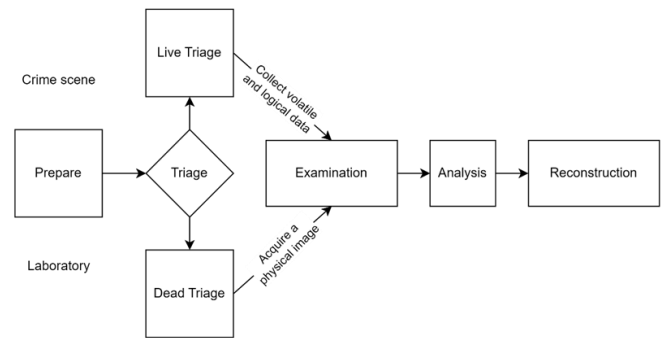 Live Triage
Crime scene
Collect volatile
and logical data
Prepare
Triage
Examination
Analysis
Reconstruction
Laboratory
Acquire a
physical image
Dead Triage